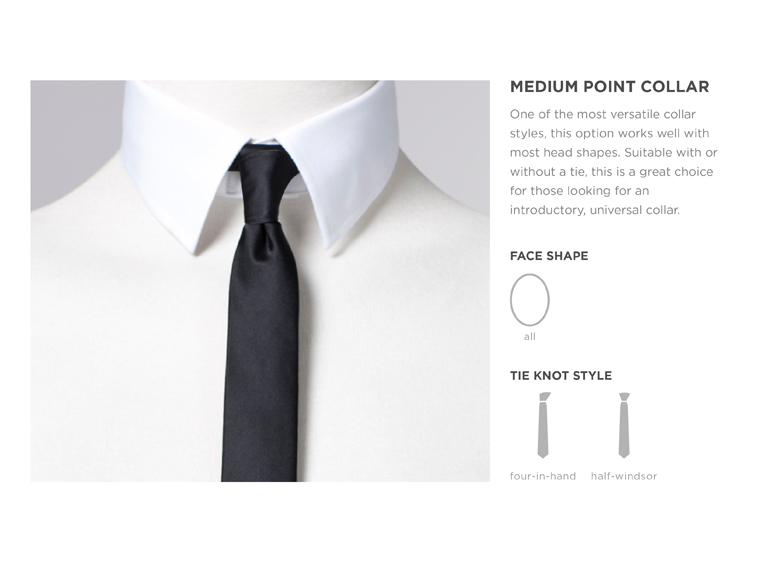 MEDIUM POINT COLLAR
One of the most versatile collar
styles, this option works well with
most head shapes. Suitable with or
without a tie, this is a great choice
for those looking for an
introductory, universal collar.
FACE SHAPE
all
TIE KNOT STYLE
four-in-hand half-windsor